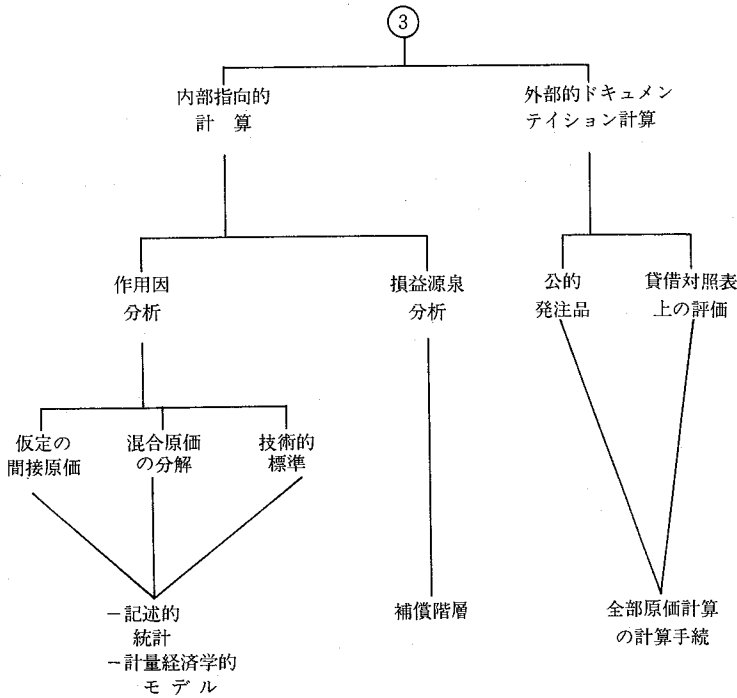 3
内部指向的
計 算
外部的ドキュメン
テイション計算
作用因
分析
損益源泉
分析
公的
発注品
貸借対照表
上の評価
仮定の
間接原価
混合原価
の分解
技術的
標準
－記述的
統計
－計量経済学的
モ デ ル
補償階層
全部原価計算
の計算手続